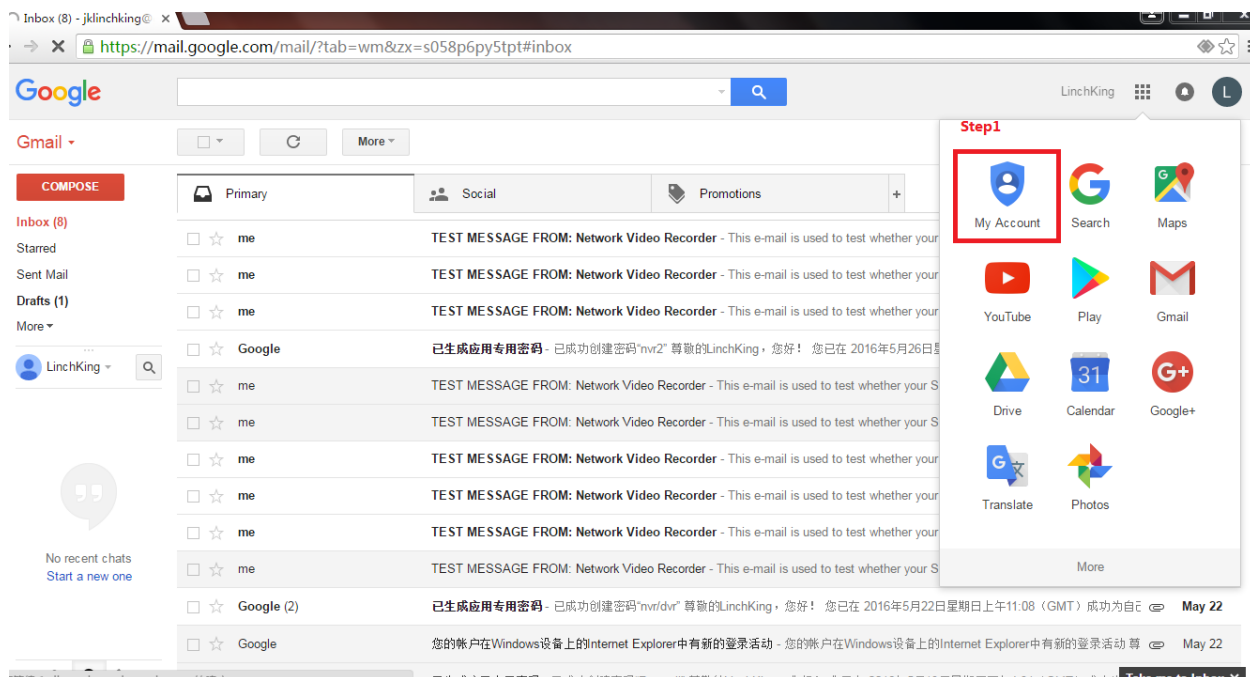 Inbox (8) - jklinchking@
https://mail.google.com/mail/?tab=wm&zx=s058p6py5tpt#inbox
Google
LinchKing
L
Step1
Gmail
More
COMPOSE
Primary
Social
Promotions
+
My Account
Search
Maps
YouTube
Play
Gmail
Drive
31
Calendar
G+
Google+
Translate
Photos
More
Inbox (8)
Starred
Sent Mail
Drafts (1)
More
LinchKing
No recent chats
Start a new one
me TEST MESSAGE FROM: Network Video Recorder - This e-mail is used to test whether your
me TEST MESSAGE FROM: Network Video Recorder - This e-mail is used to test whether your
me TEST MESSAGE FROM: Network Video Recorder - This e-mail is used to test whether your
Google 已生成应用专用密码 - 已成功创建密码“nvr2” 尊敬的LinchKing，您好！ 您已在 2016年5月26日
me TEST MESSAGE FROM: Network Video Recorder - This e-mail is used to test whether your S
me TEST MESSAGE FROM: Network Video Recorder - This e-mail is used to test whether your S
me TEST MESSAGE FROM: Network Video Recorder - This e-mail is used to test whether your
me TEST MESSAGE FROM: Network Video Recorder - This e-mail is used to test whether your
me TEST MESSAGE FROM: Network Video Recorder - This e-mail is used to test whether your
me TEST MESSAGE FROM: Network Video Recorder - This e-mail is used to test whether your S
Google (2) 已生成应用专用密码 - 已成功创建密码“nvr/dvr” 尊敬的LinchKing，您好！ 您已在 2016年5月22日星期日上午11:08（GMT）成功为自 May 22
Google 您的帐户在Windows设备上的Internet Explorer中有新的登录活动 - 您的帐户在Windows设备上的Internet Explorer中有新的登录活动 尊 May 22